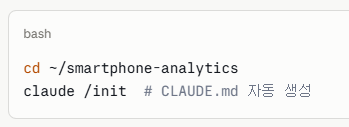 bash
cd ~/smartphone-analytics
claude /init  # CLAUDE.md 자동 생성